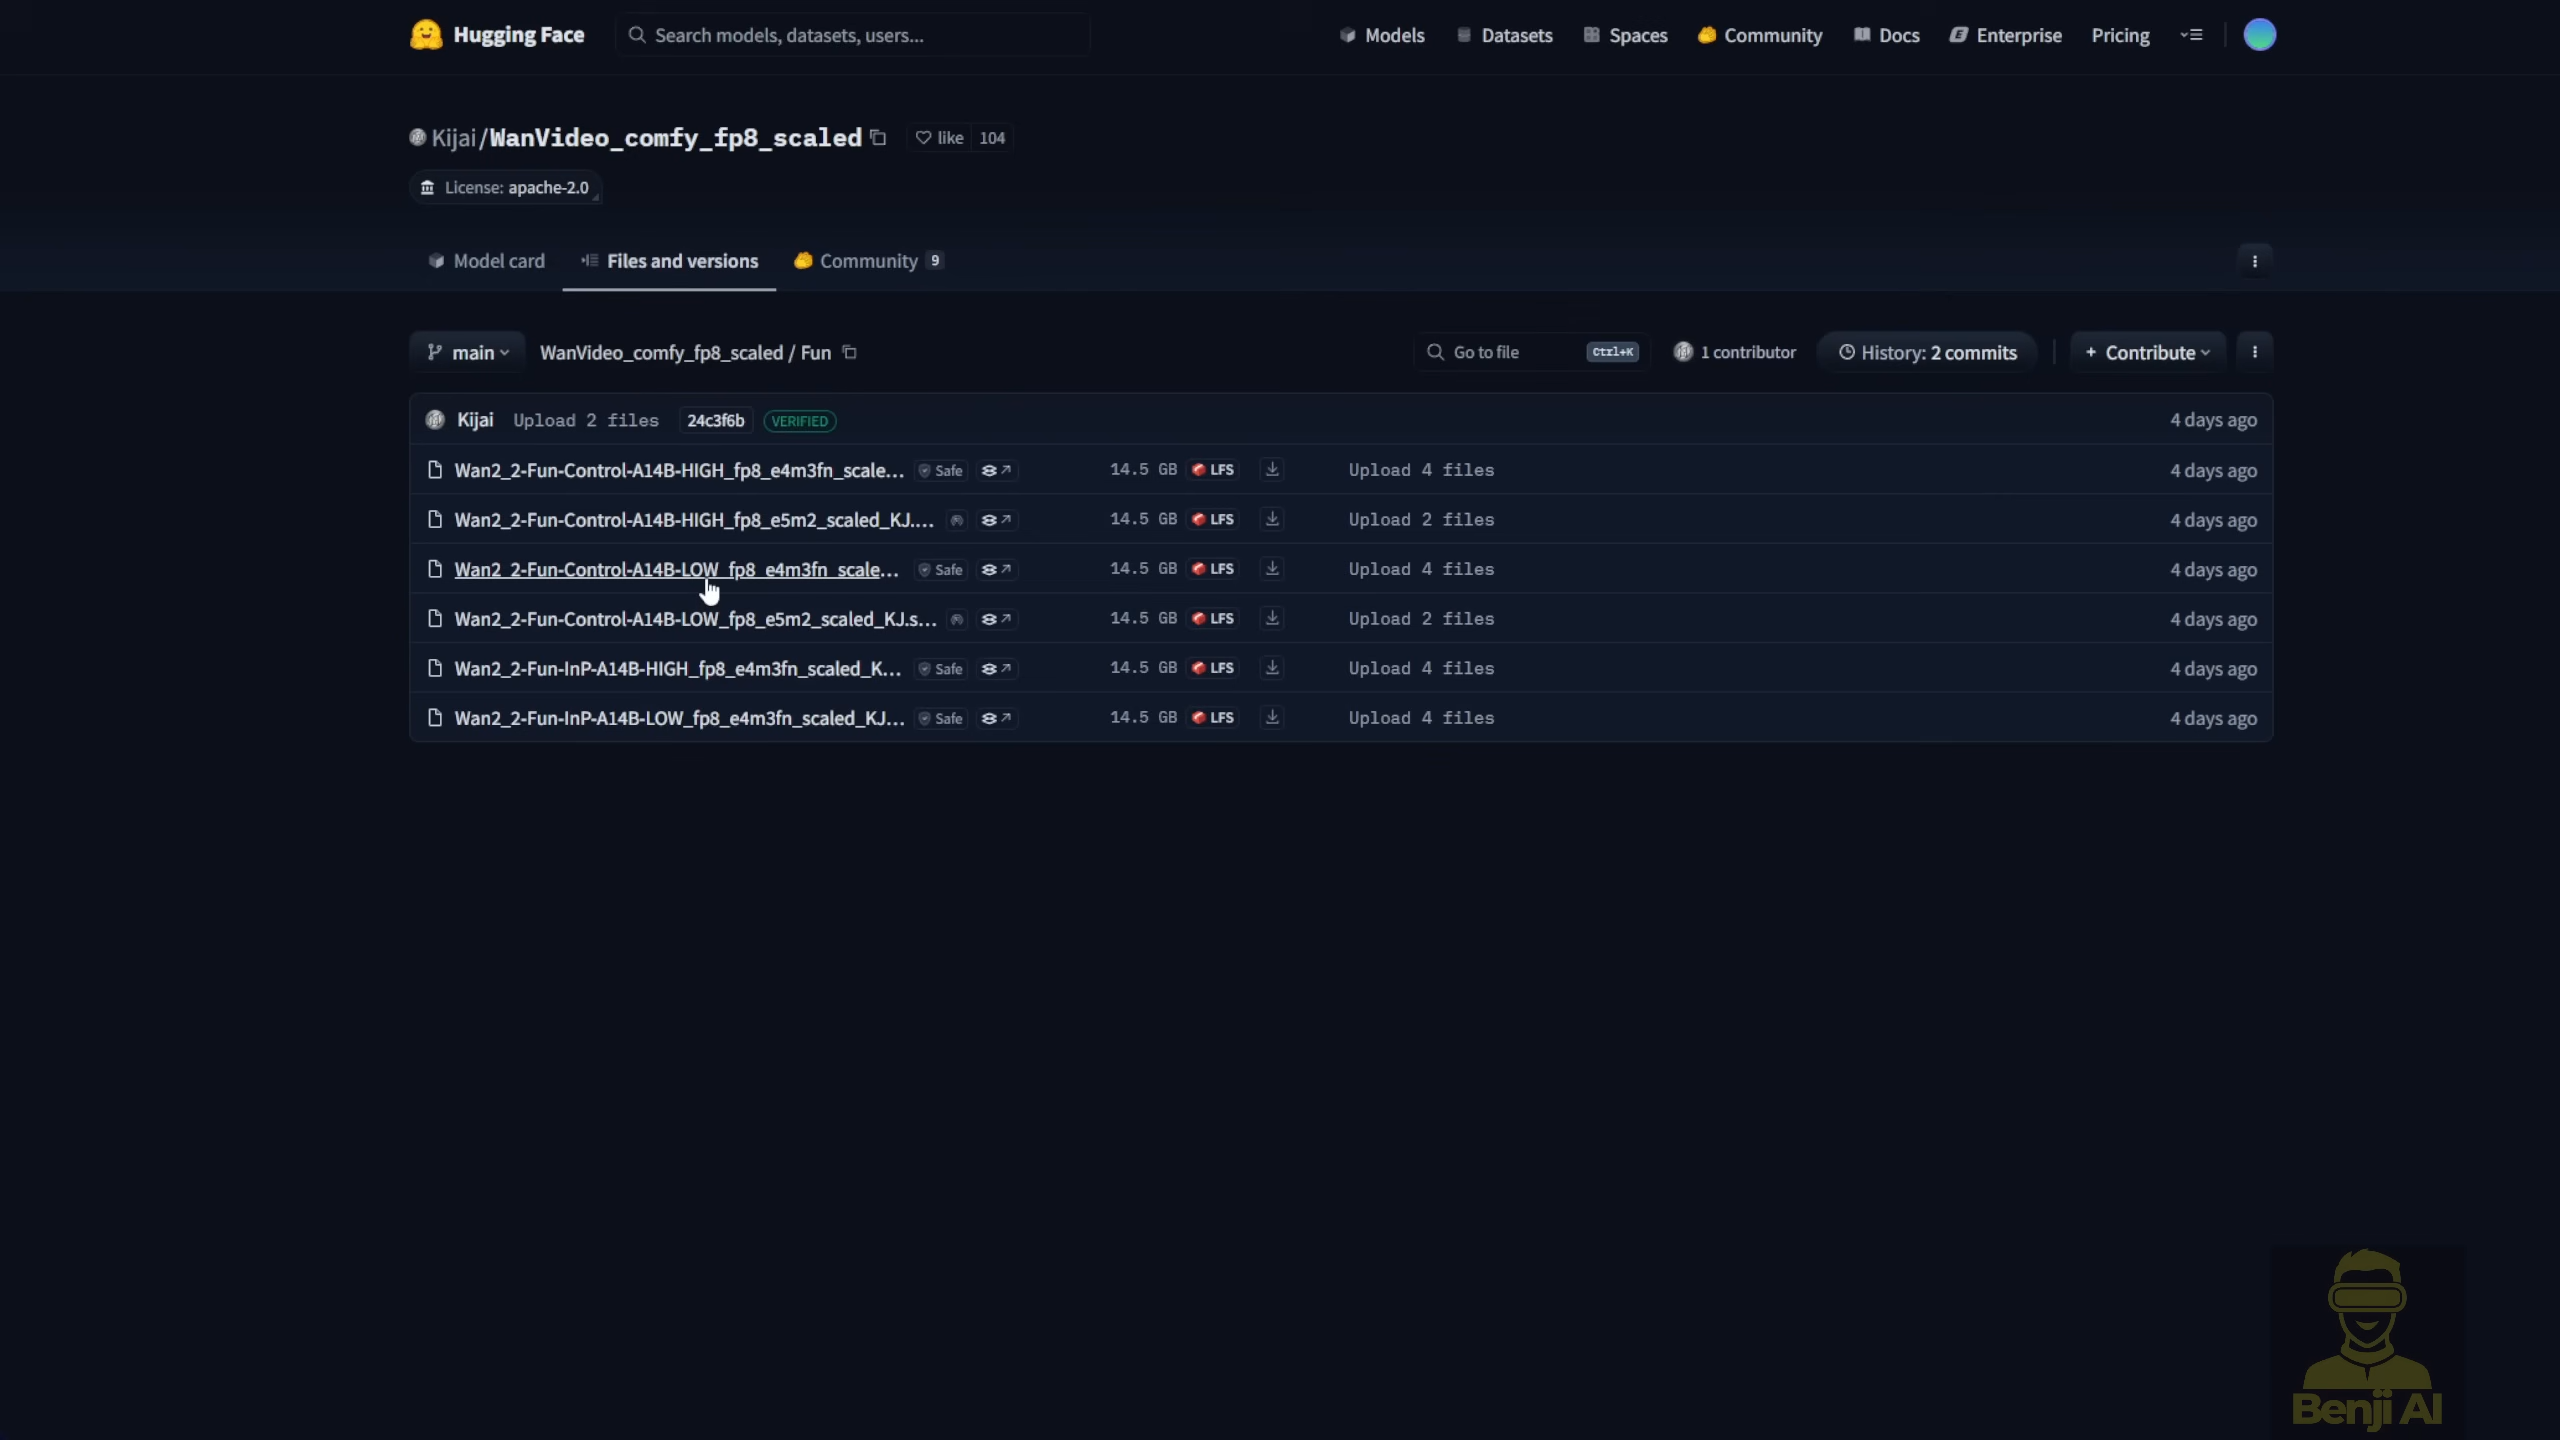 Hugging Face
Search models, datasets, users...
Models
Datasets
Spaces
Community
Docs
Enterprise
Pricing
Kijai/WanVideo_comfy_fp8_scaled
like 104
License: apache-2.0
Model card
Files and versions
Community 9
main
WanVideo_comfy_fp8_scaled / Fun
Go to file Ctrl+K
1 contributor
History: 2 commits
+ Contribute
Kijai Upload 2 files 24c3f6b VERIFIED 4 days ago
Wan2_2-Fun-Control-A14B-HIGH_fp8_e4m3fn_scale... Safe 14.5 GB LFS Upload 4 files 4 days ago
Wan2_2-Fun-Control-A14B-HIGH_fp8_e5m2_scaled_KJ.... 14.5 GB LFS Upload 2 files 4 days ago
Wan2_2-Fun-Control-A14B-LOW_fp8_e4m3fn_scale... Safe 14.5 GB LFS Upload 4 files 4 days ago
Wan2_2-Fun-Control-A14B-LOW_fp8_e5m2_scaled_KJ.s... 14.5 GB LFS Upload 2 files 4 days ago
Wan2_2-Fun-InP-A14B-HIGH_fp8_e4m3fn_scaled_K... Safe 14.5 GB LFS Upload 4 files 4 days ago
Wan2_2-Fun-InP-A14B-LOW_fp8_e4m3fn_scaled_KJ... Safe 14.5 GB LFS Upload 4 files 4 days ago
Benji AI